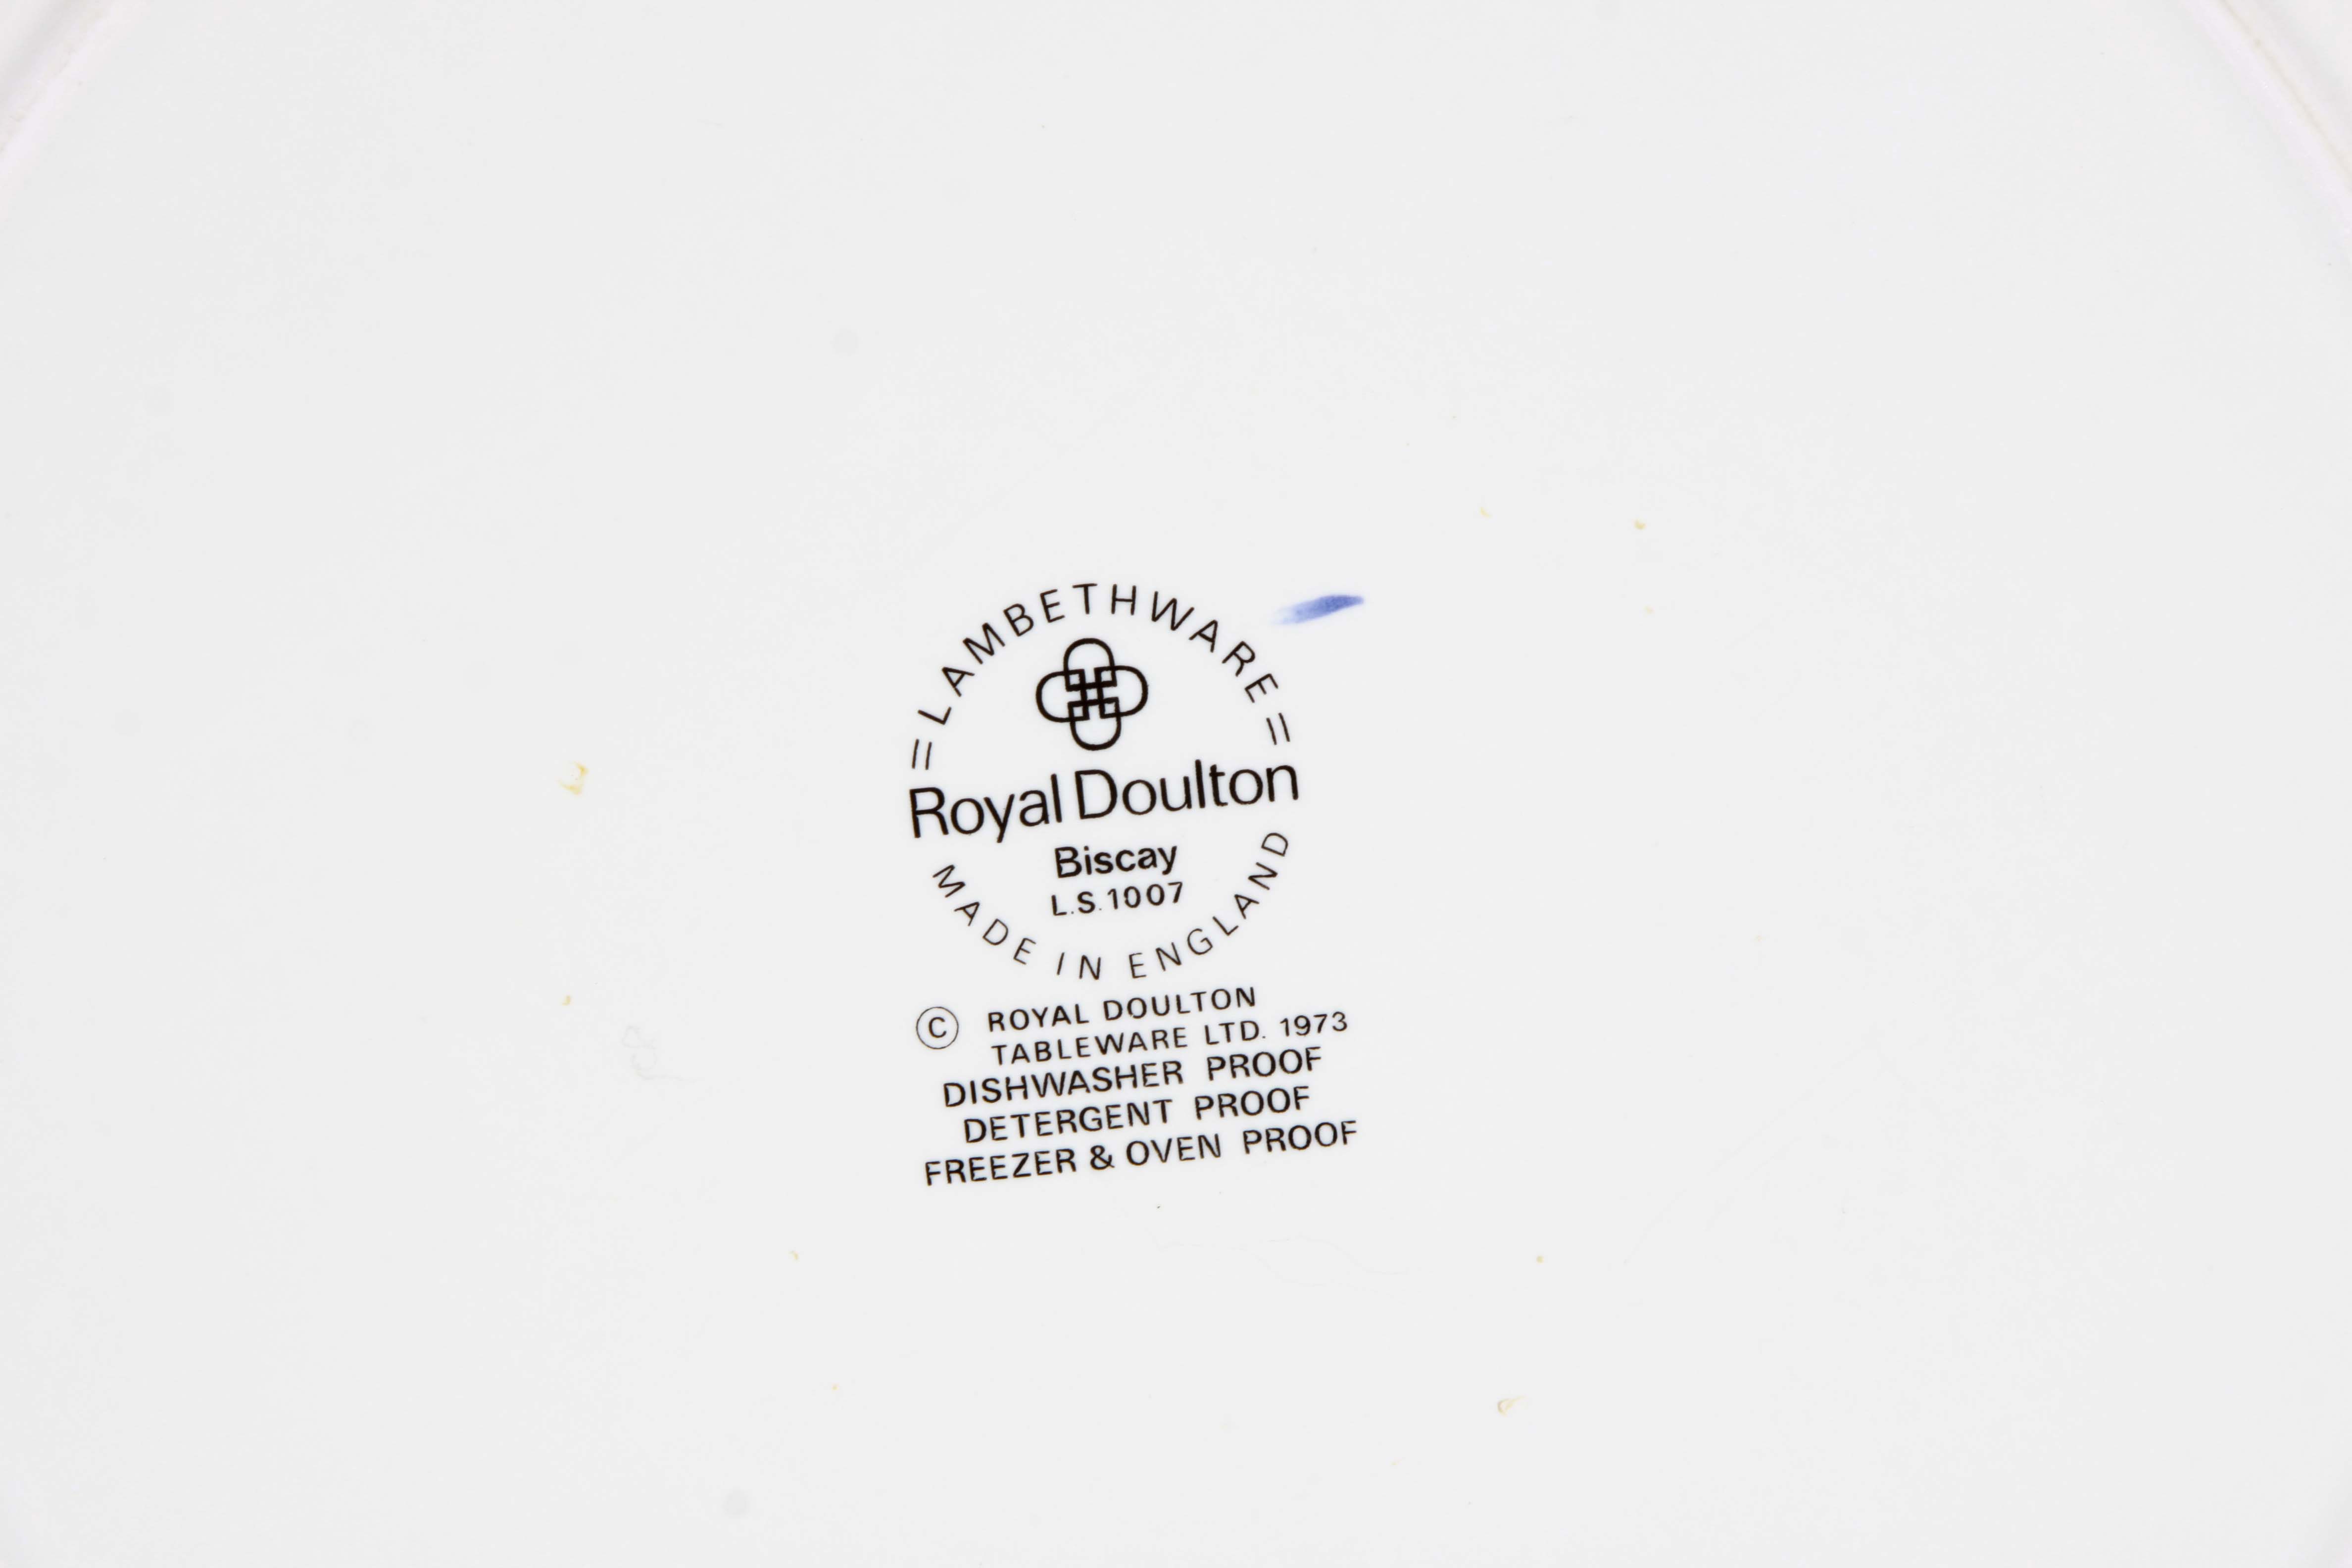 =LAMBETHWARE=
Royal Doulton
Biscay
L.S.1007
MADE IN ENGLAND
© ROYAL DOULTON
TABLEWARE LTD. 1973
DISHWASHER PROOF
DETERGENT PROOF
FREEZER & OVEN PROOF